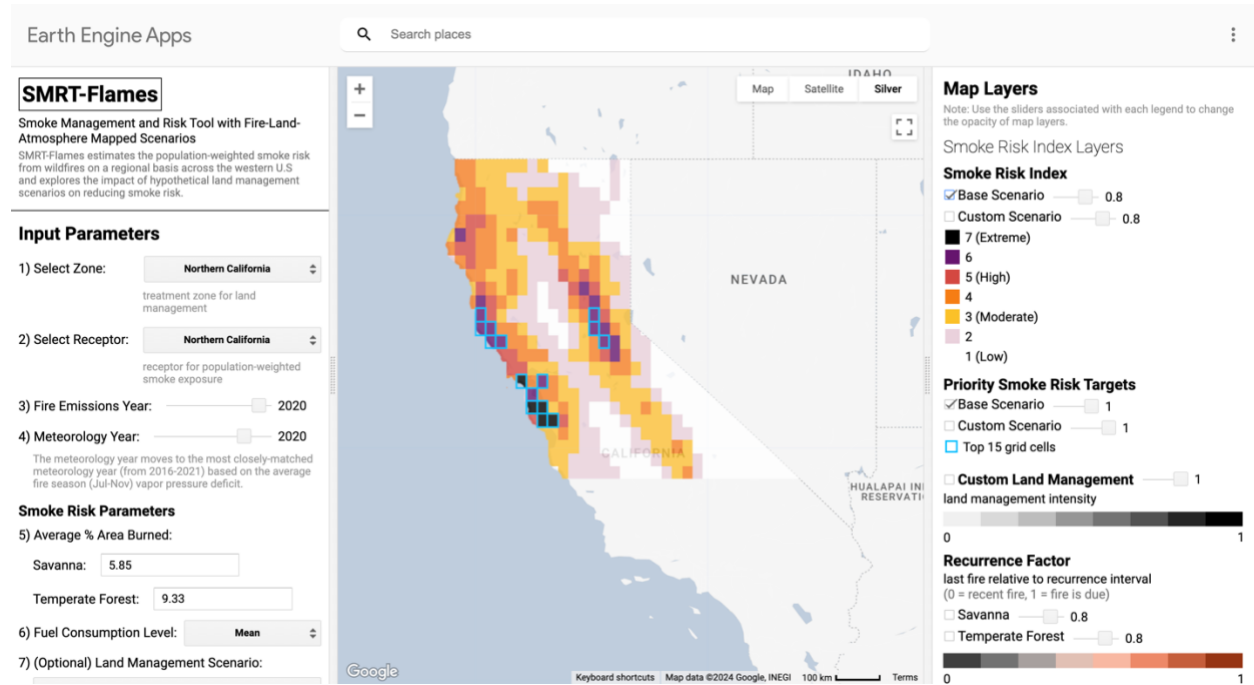 Earth Engine Apps
Search places
SMRT-Flames
Smoke Management and Risk Tool with Fire-Land-
Atmosphere Mapped Scenarios
SMRT-Flames estimates the population-weighted smoke risk
from wildfires on a regional basis across the western U.S
and explores the impact of hypothetical land management
scenarios on reducing smoke risk.
Input Parameters
1) Select Zone:
Northern California
treatment zone for land
management
2) Select Receptor:
Northern California
receptor for population-weighted
smoke exposure
3) Fire Emissions Year:
2020
4) Meteorology Year:
2020
The meteorology year moves to the most closely-matched
meteorology year (from 2016-2021) based on the average
fire season (Jul-Nov) vapor pressure deficit.
Smoke Risk Parameters
5) Average % Area Burned:
Savanna:
5.85
Temperate Forest:
9.33
6) Fuel Consumption Level:
Mean
7) (Optional) Land Management Scenario:
+
−
IDAHO
Map
Satellite
Silver
NEVADA
CALIFORNIA
HUALAPAI IN
RESERVATI
Google
Keyboard shortcuts
Map data ©2024 Google, INEGI
100 km
Terms
Map Layers
Note: Use the sliders associated with each legend to change
the opacity of map layers.
Smoke Risk Index Layers
Smoke Risk Index
Base Scenario 0.8
Custom Scenario 0.8
7 (Extreme)
6
5 (High)
4
3 (Moderate)
2
1 (Low)
Priority Smoke Risk Targets
Base Scenario 1
Custom Scenario 1
Top 15 grid cells
Custom Land Management 1
land management intensity
0 1
Recurrence Factor
last fire relative to recurrence interval
(0 = recent fire, 1 = fire is due)
Savanna 0.8
Temperate Forest 0.8
0 1